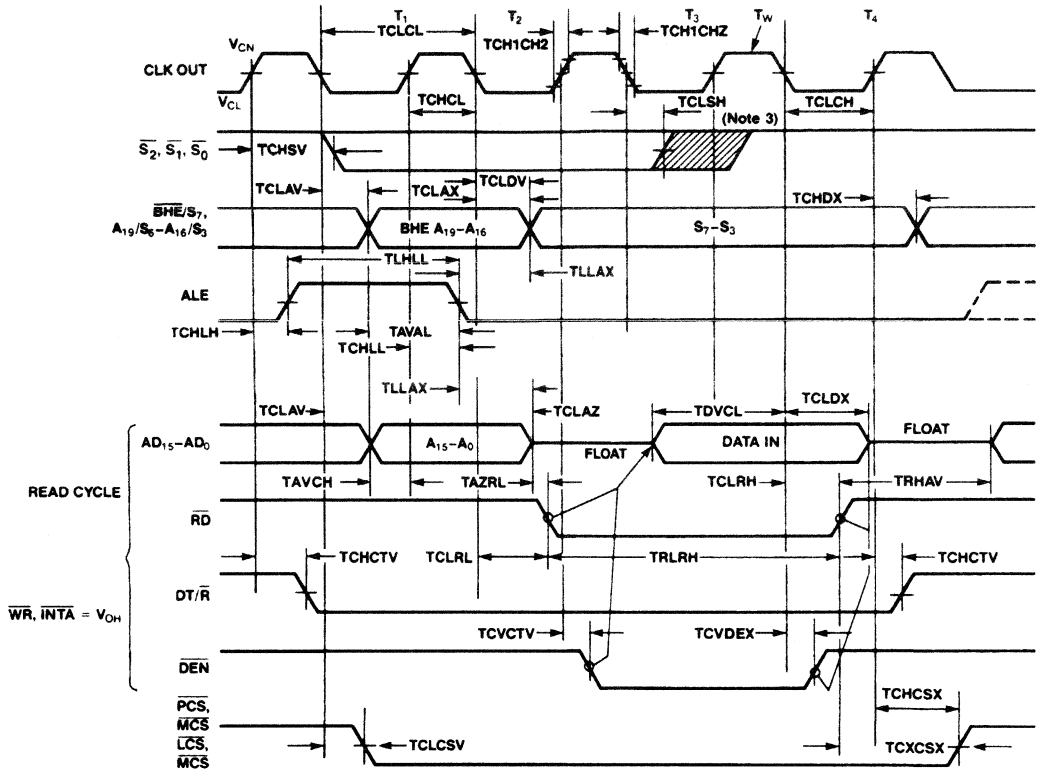 T1 T2 T3 TW T4
TCLCL
TCH1CH2
TCH1CHZ
VCN
CLK OUT
VCL
TCHCL
TCLSH
TCLCH
(Note 3)
S2, S1, S0
TCHSV
TCLAV
TCLAX
TCLDV
TCHDX
BHE/S7,
A19/S6–A16/S3
BHE A19–A16
S7–S3
TLHLL
TLLAX
ALE
TCHLH
TAVAL
TCHLL
TLLAX
TCLAV
TCLAZ
TDVCL
TCLDX
AD15–AD0
A15–A0
FLOAT
DATA IN
FLOAT
READ CYCLE
TAVCH
TAZRL
TCLRH
TRHAV
RD
TCHCTV
TCLRL
TRLRH
TCHCTV
DT/R
WR, INTA = VOH
TCVCTV
TCVDEX
DEN
PCS,
MCS
LCS,
MCS
TCHCSX
TCLCSV
TCXCSX